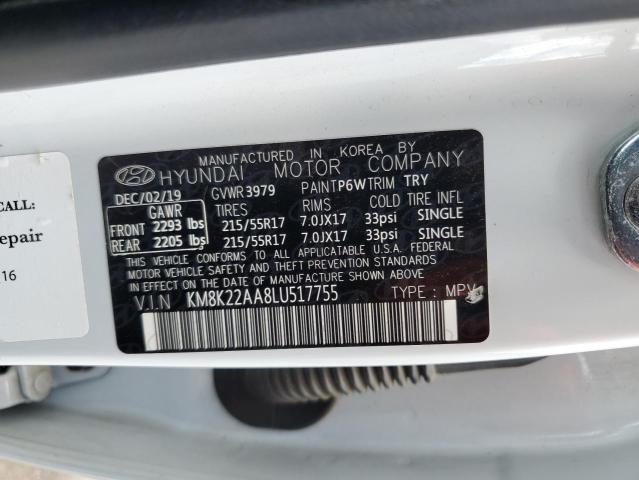 MANUFACTURED IN KOREA BY
HYUNDAI MOTOR COMPANY
DEC/02/19 GVWR 3979 PAINT P6W TRIM TRY
GAWR TIRES RIMS COLD TIRE INFL
FRONT 2293 lbs 215/55R17 7.0JX17 33psi SINGLE
REAR 2205 lbs 215/55R17 7.0JX17 33psi SINGLE
THIS VEHICLE CONFORMS TO ALL APPLICABLE U.S.A. FEDERAL
MOTOR VEHICLE SAFETY, BUMPER, AND THEFT PREVENTION STANDARDS
IN EFFECT ON THE DATE OF MANUFACTURE SHOWN ABOVE.
V.I.N KM8K22AA8LU517755 TYPE : MPV
CALL:
epair
16